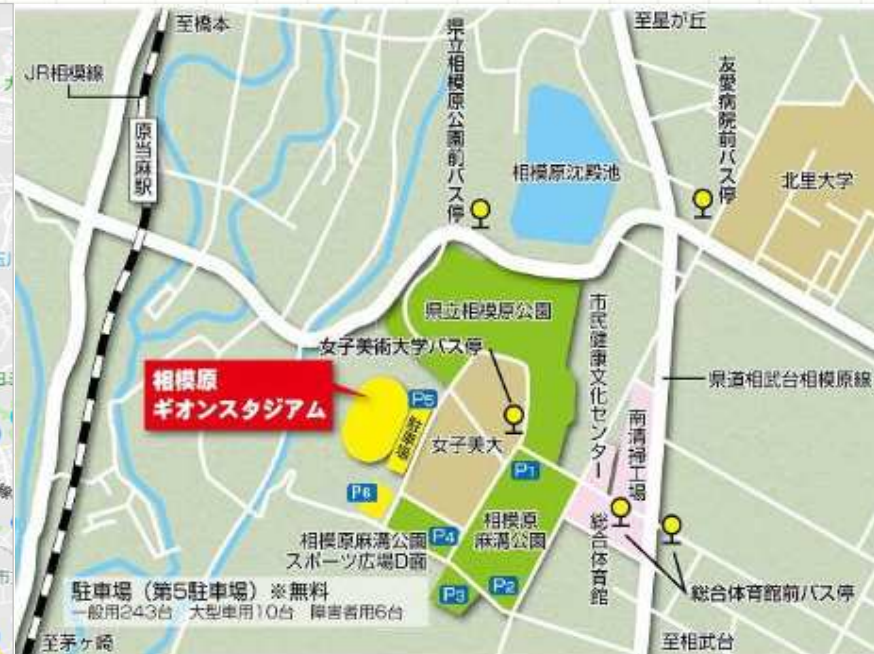 至橋本
至星が丘
JR相模線
原当麻駅
県立相模原公園前バス停
友愛病院前バス停
相模原沈殿池
北里大学
県立相模原公園
女子美術大学バス停
市民健康文化センター
県道相武台相模原線
相模原
ギオンスタジアム
P5
駐車場
女子美大
南清掃工場
P1
P6
相模原
麻溝公園
総合体育館
P4
相模原麻溝公園
スポーツ広場D面
P3
P2
総合体育館前バス停
駐車場（第5駐車場）※無料
一般用243台 大型車用10台 障害者用6台
至茅ヶ崎
至相武台